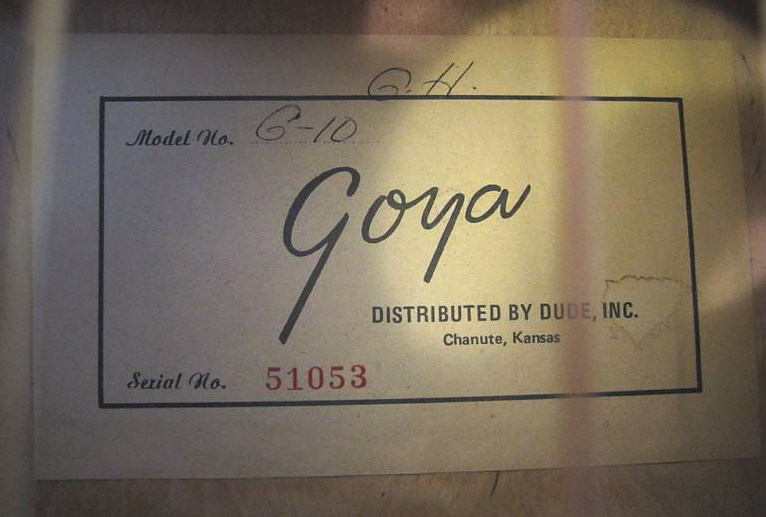 G.H.
Model No. G-10
Goya
DISTRIBUTED BY DUDE, INC.
Chanute, Kansas
Serial No. 51053